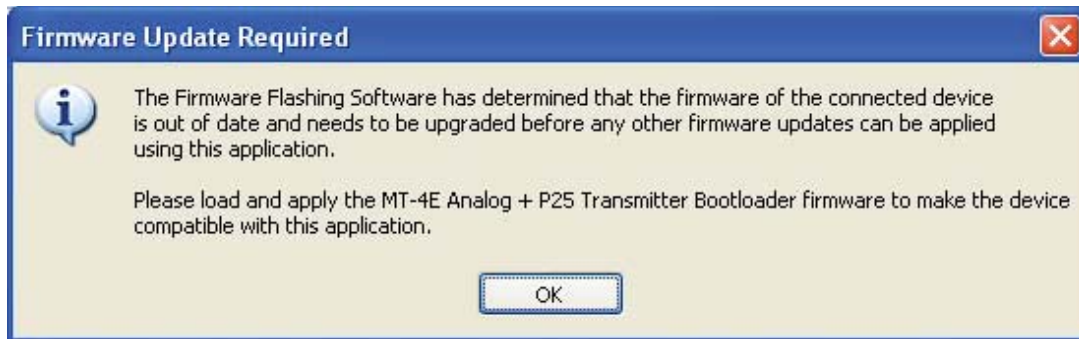 Firmware Update Required
The Firmware Flashing Software has determined that the firmware of the connected device
is out of date and needs to be upgraded before any other firmware updates can be applied
using this application.
Please load and apply the MT-4E Analog + P25 Transmitter Bootloader firmware to make the device
compatible with this application.
OK